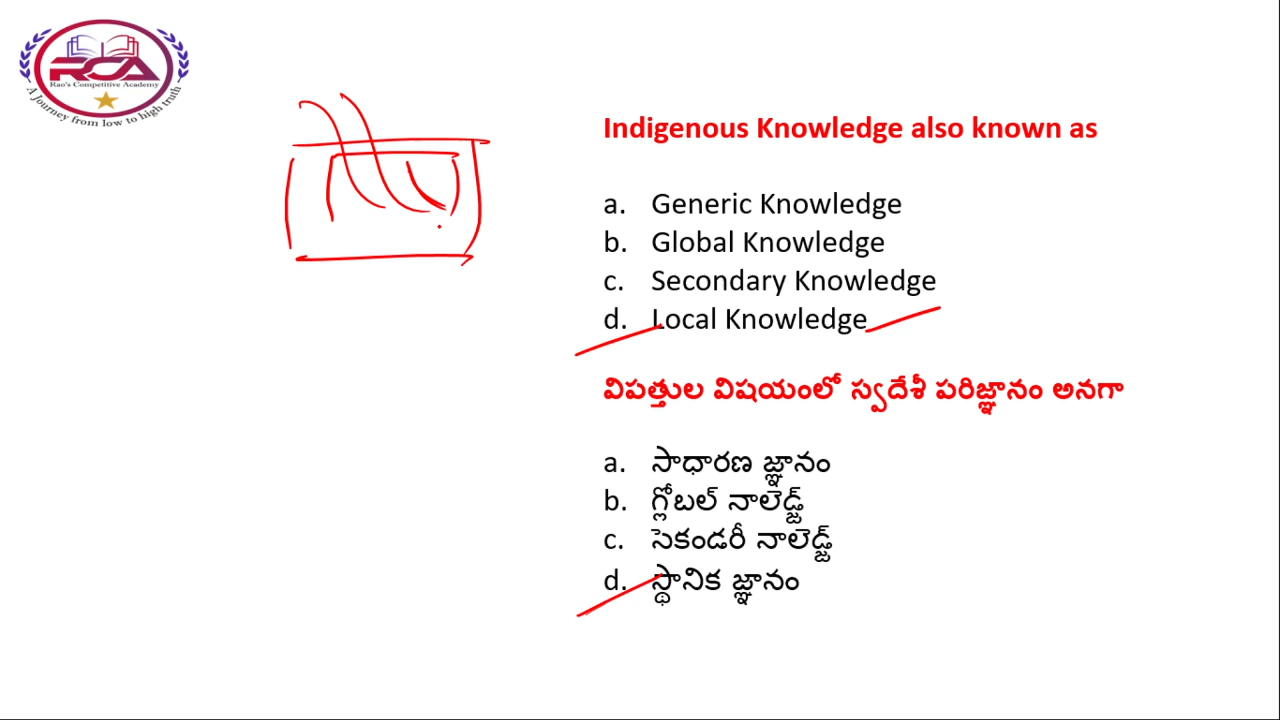 RCA
Rao's Competitive Academy
A Journey from low to high truth
Indigenous Knowledge also known as
a. Generic Knowledge
b. Global Knowledge
c. Secondary Knowledge
d. Local Knowledge
విపత్తుల విషయంలో స్వదేశీ పరిజ్ఞానం అనగా
a. సాధారణ జ్ఞానం
b. గ్లోబల్ నాలెడ్జ్
c. సెకండరీ నాలెడ్జ్
d. స్థానిక జ్ఞానం